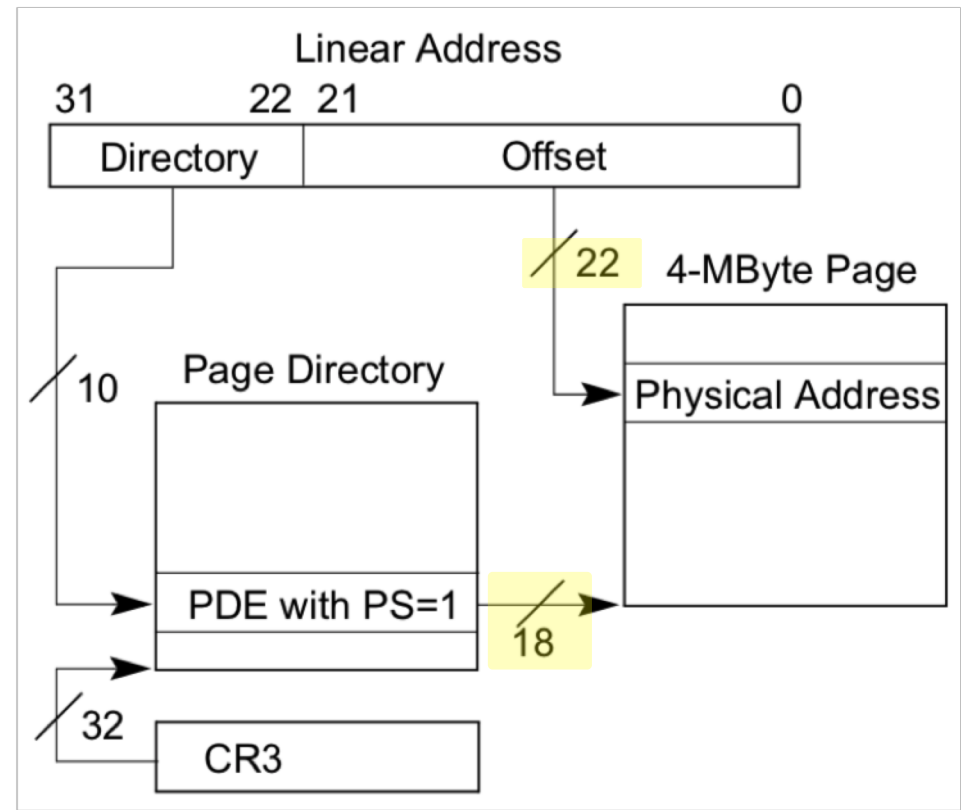 Linear Address
31 22 21 0
Directory Offset
22
4-MByte Page
10
Page Directory
Physical Address
PDE with PS=1
18
32
CR3